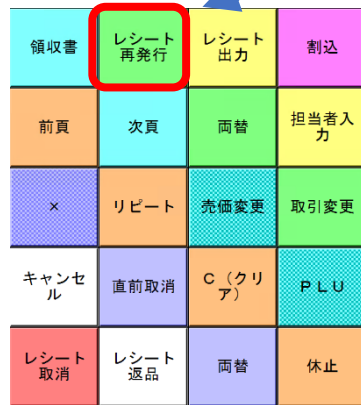 領収書
レシート
再発行
レシート
出力
割込
前頁
次頁
両替
担当者入
力
×
リピート
売価変更
取引変更
キャンセ
ル
直前取消
C(クリ
ア)
PLU
レシート
取消
レシート
返品
両替
休止